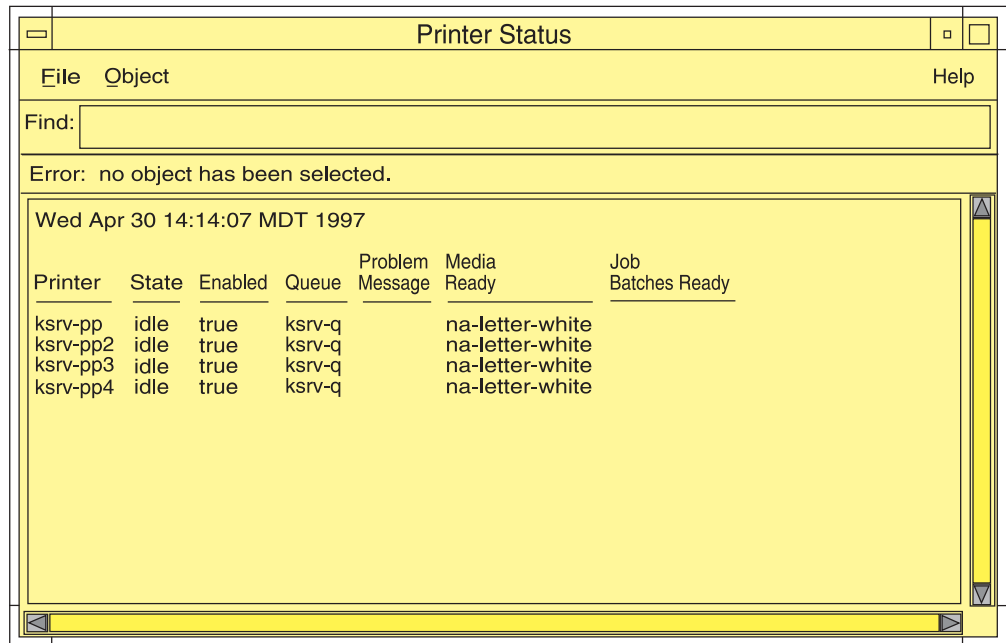 Printer Status
File Object Help
Find:
Error: no object has been selected.
Wed Apr 30 14:14:07 MDT 1997
Problem Media Job
Printer State Enabled Queue Message Ready Batches Ready
ksrv-pp idle true ksrv-q na-letter-white
ksrv-pp2 idle true ksrv-q na-letter-white
ksrv-pp3 idle true ksrv-q na-letter-white
ksrv-pp4 idle true ksrv-q na-letter-white